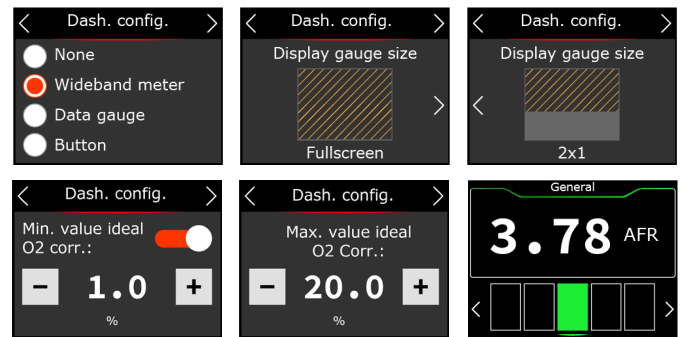 Dash. config.
None
Wideband meter
Data gauge
Button
Dash. config.
Display gauge size
Fullscreen
Dash. config.
Display gauge size
2x1
Dash. config.
Min. value ideal
O2 corr.:
− 1.0 +
%
Dash. config.
Max. value ideal
O2 Corr.:
− 20.0 +
%
General
3.78 AFR